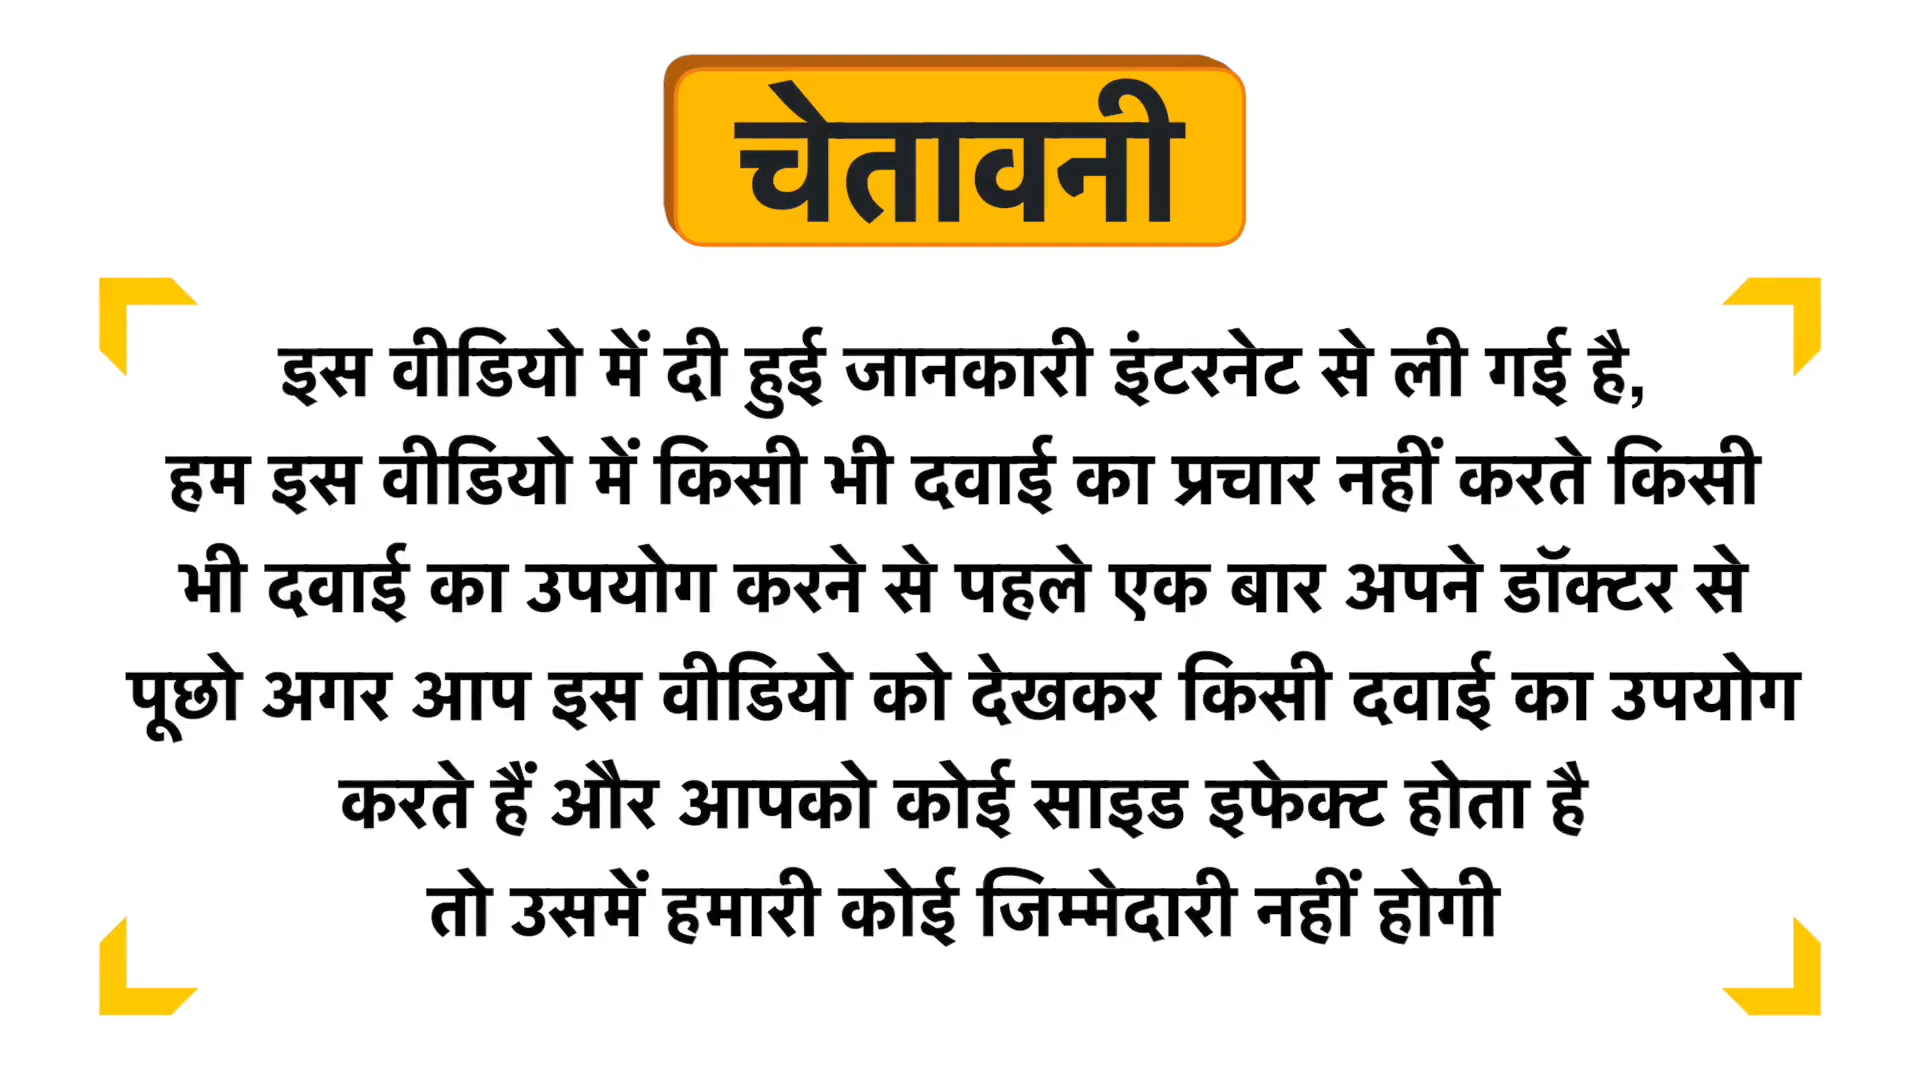 चेतावनी
इस वीडियो में दी हुई जानकारी इंटरनेट से ली गई है,
हम इस वीडियो में किसी भी दवाई का प्रचार नहीं करते किसी
भी दवाई का उपयोग करने से पहले एक बार अपने डॉक्टर से
पूछो अगर आप इस वीडियो को देखकर किसी दवाई का उपयोग
करते हैं और आपको कोई साइड इफेक्ट होता है
तो उसमें हमारी कोई जिम्मेदारी नहीं होगी